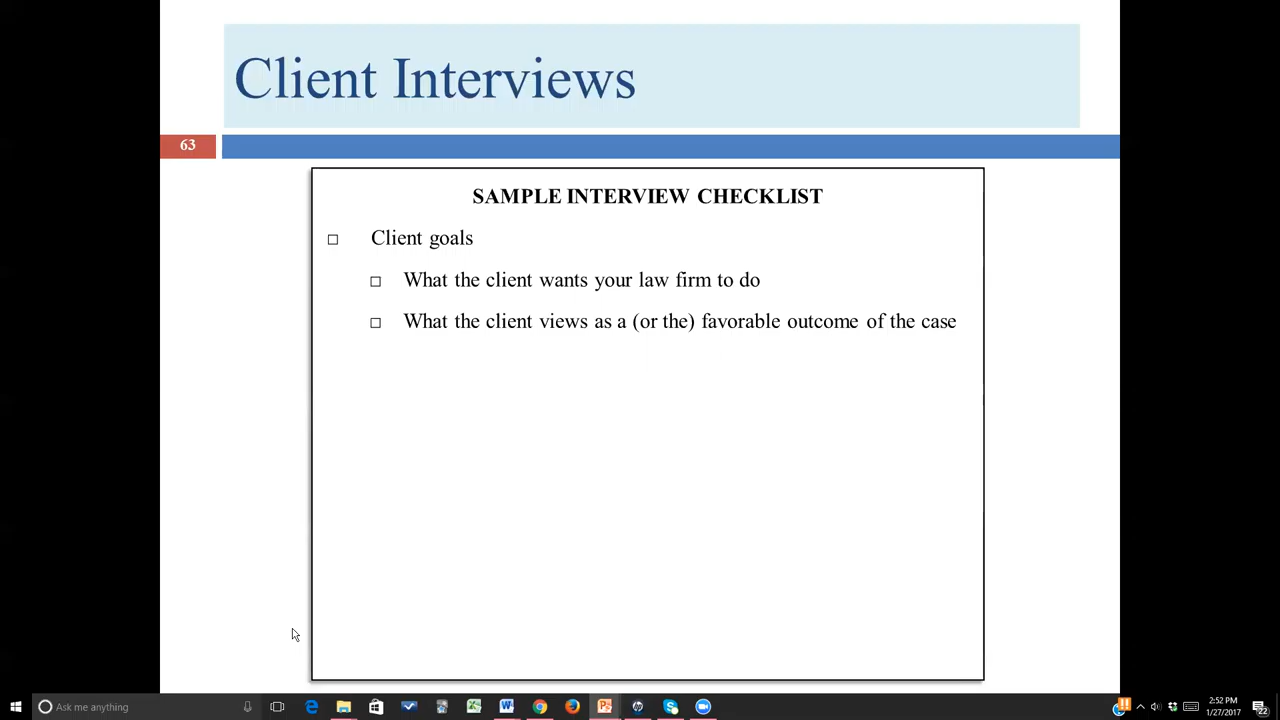 Client Interviews
63
SAMPLE INTERVIEW CHECKLIST
Client goals
What the client wants your law firm to do
What the client views as a (or the) favorable outcome of the case
Ask me anything
2:52 PM
1/27/2017
22